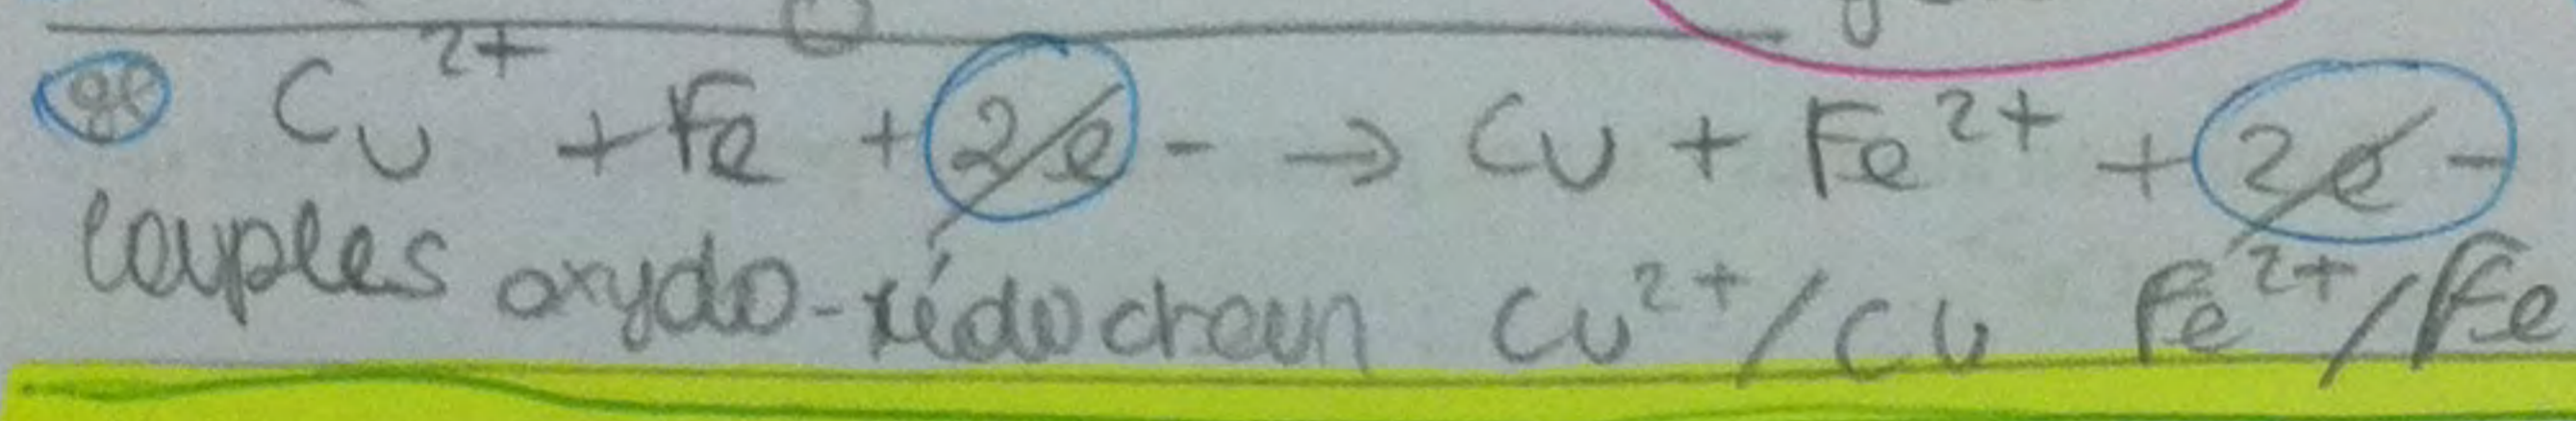 Cu²⁺ + Fe + 2e- → Cu + Fe²⁺ + 2e-
couples oxydo-réduction Cu²⁺/Cu Fe²⁺/Fe